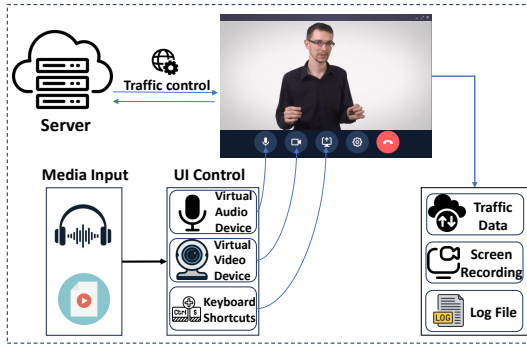 Traffic control
Server
Media Input
UI Control
Virtual
Audio
Device
Virtual
Video
Device
Ctrl
S
Keyboard
Shortcuts
Traffic
Data
Screen
Recording
LOG
Log File